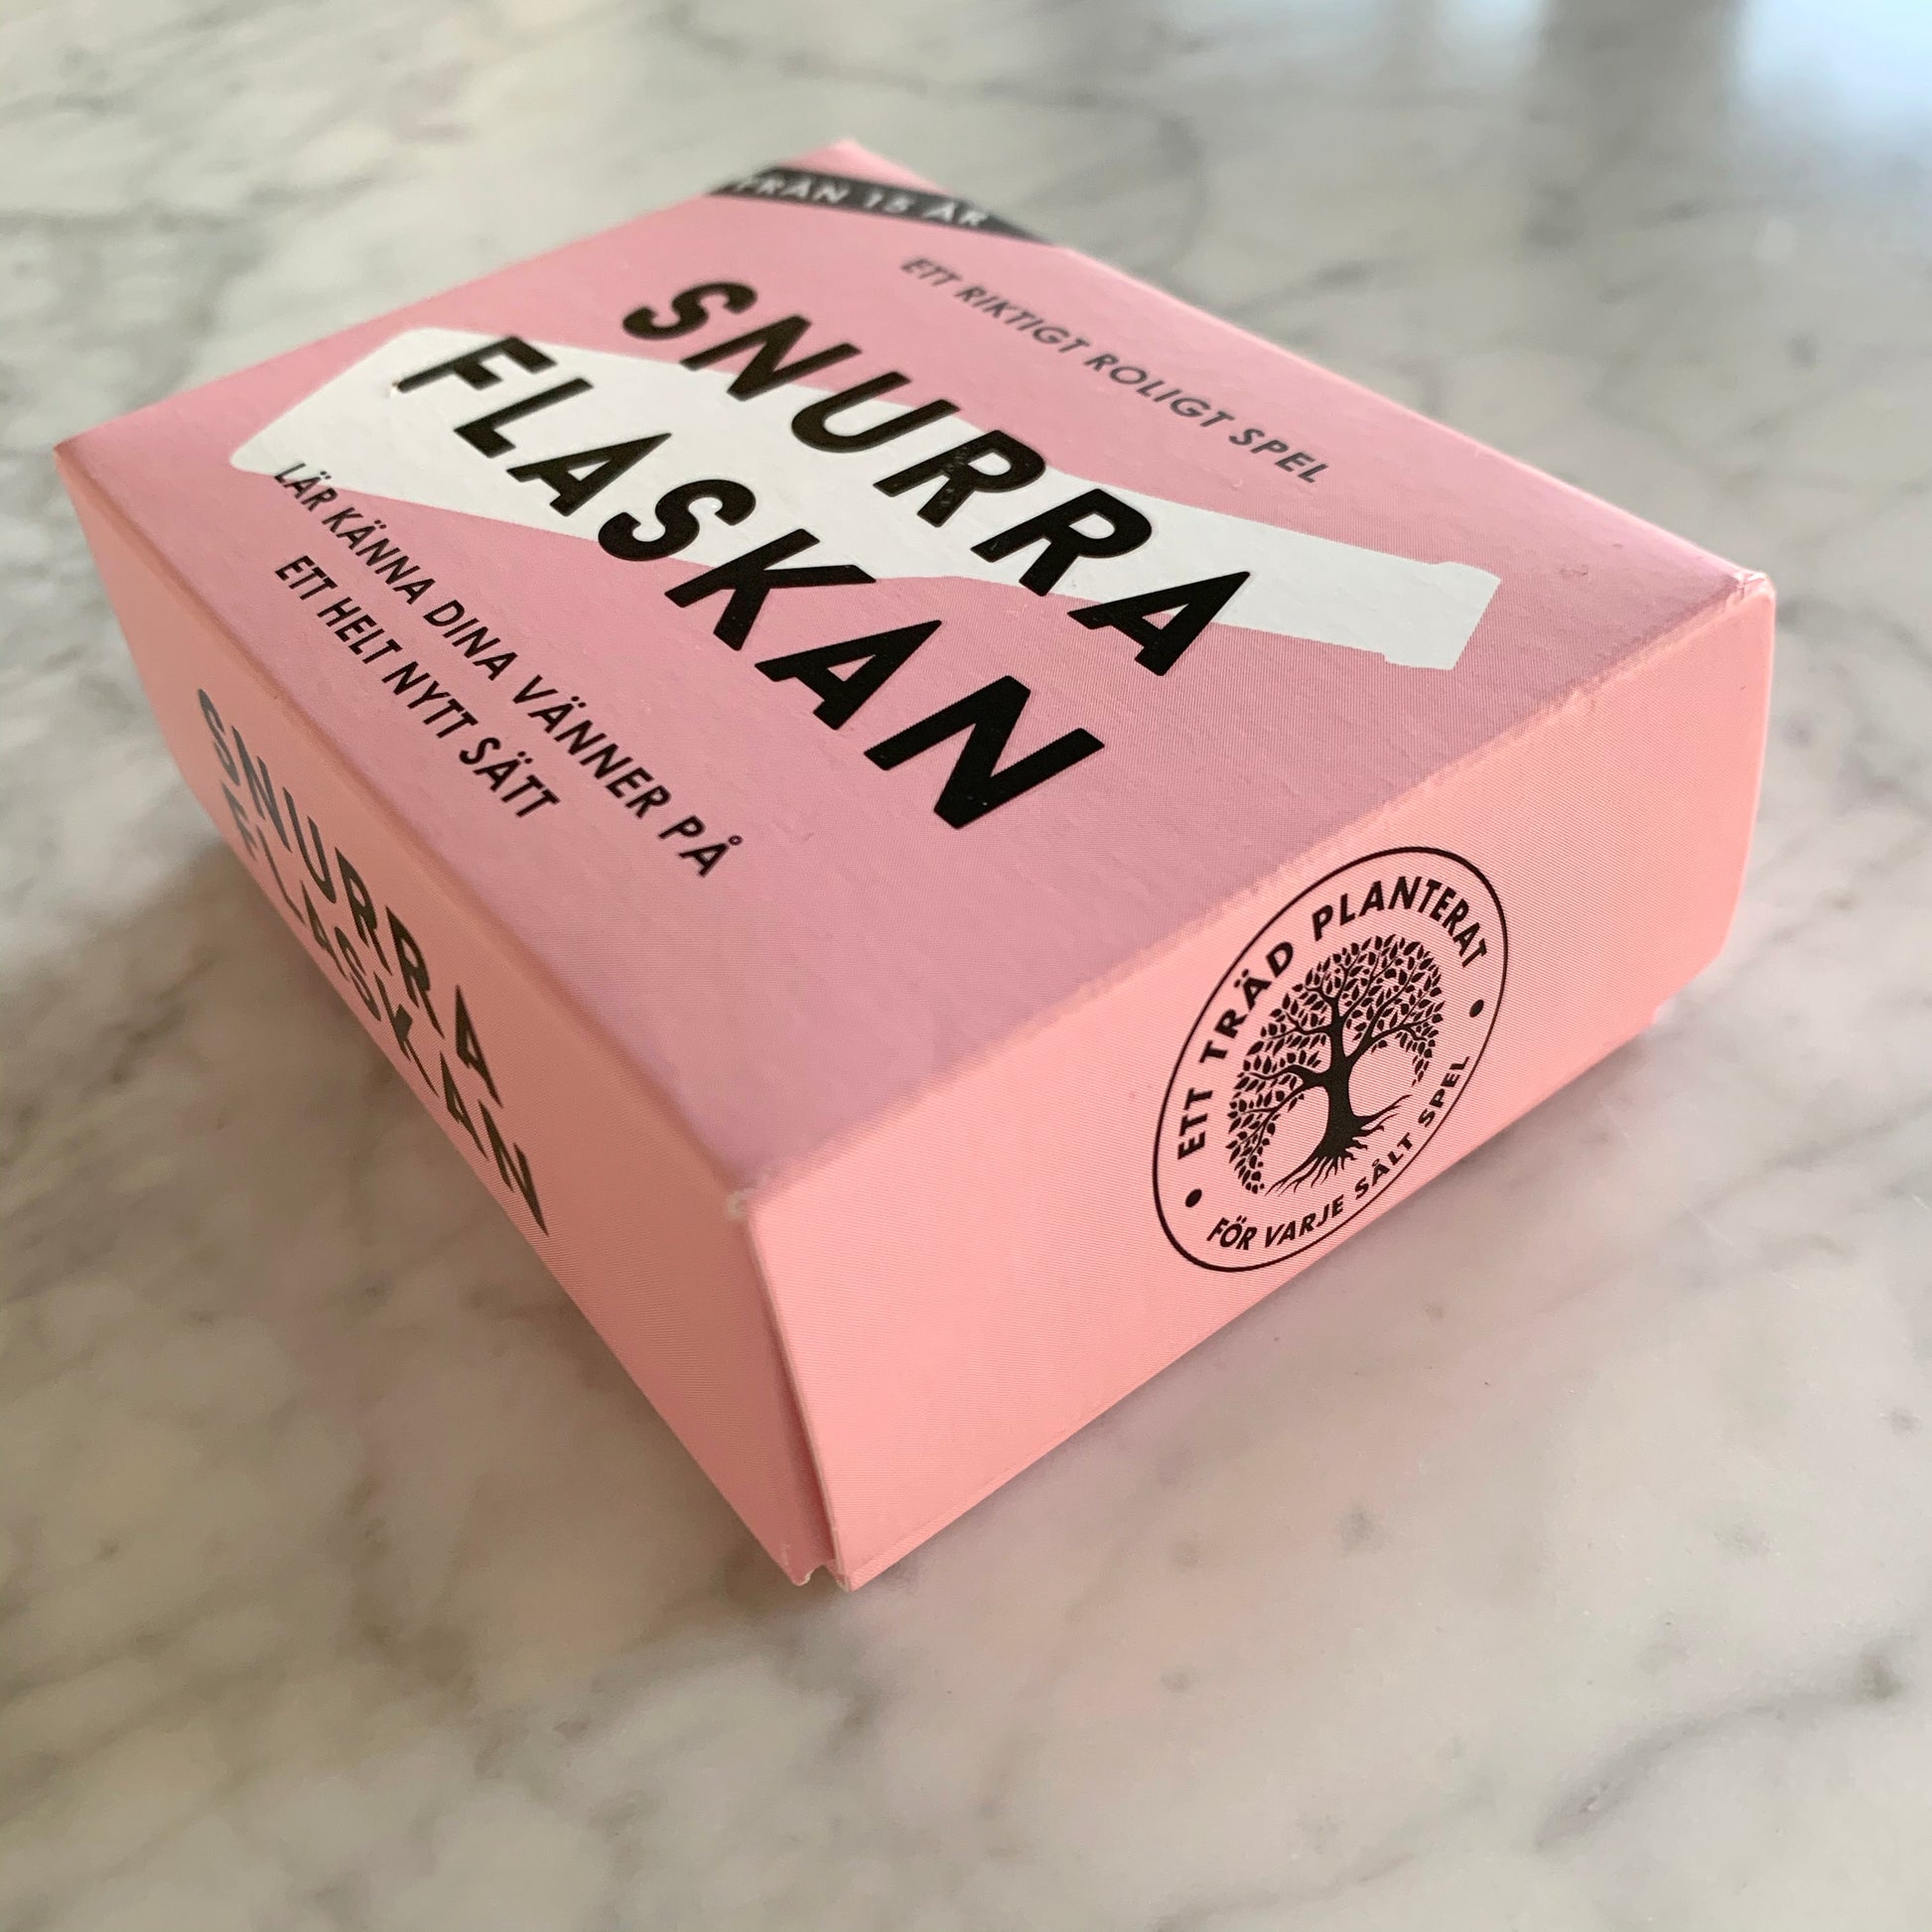 FRÅN 15 ÅR
ETT RIKTIGT ROLIGT SPEL
SNURRA
FLASKAN
LÄR KÄNNA DINA VÄNNER PÅ
ETT HELT NYTT SÄTT
SNURRA
FLASKAN
ETT TRÄD PLANTERAT
FÖR VARJE SÅLT SPEL